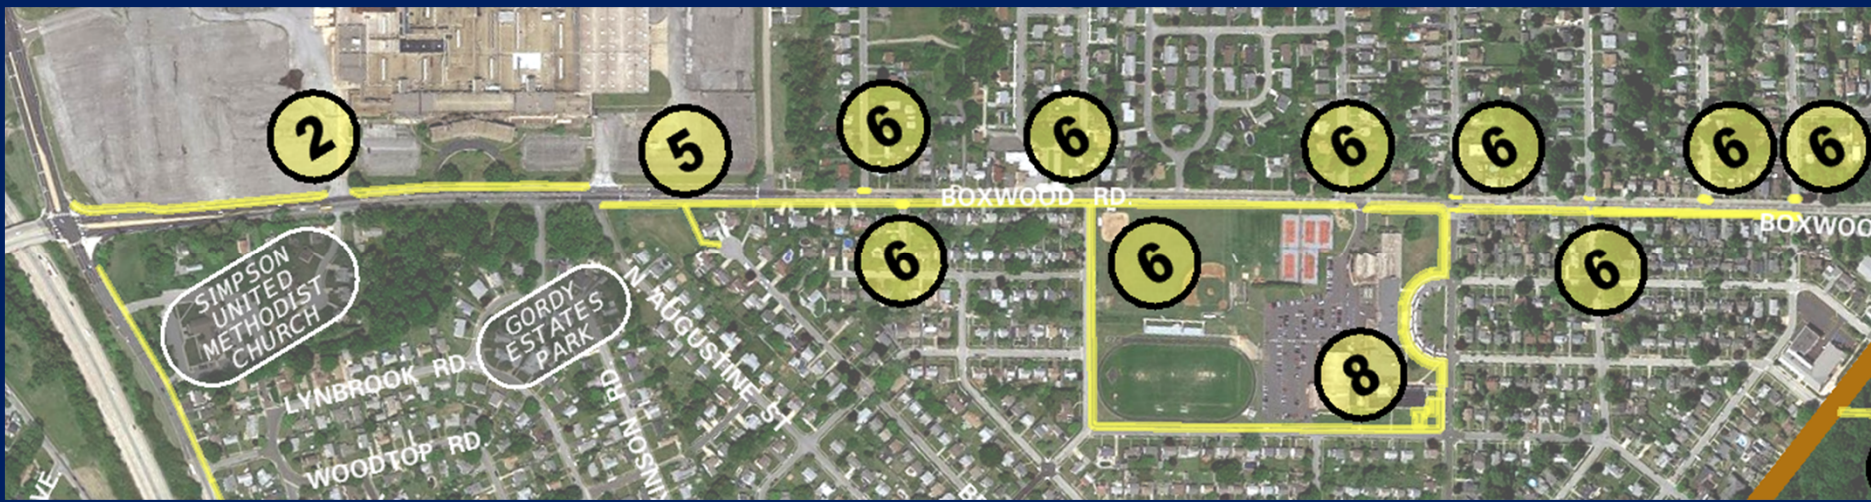 2
5
6
6
6
6
6
6
BOXWOOD RD.
BOXWOO
6
6
6
SIMPSON
UNITED
METHODIST
CHURCH
GORDY
ESTATES
PARK
N AUGUSTINE ST
8
LYNBROOK RD.
WOODTOP RD.
VE